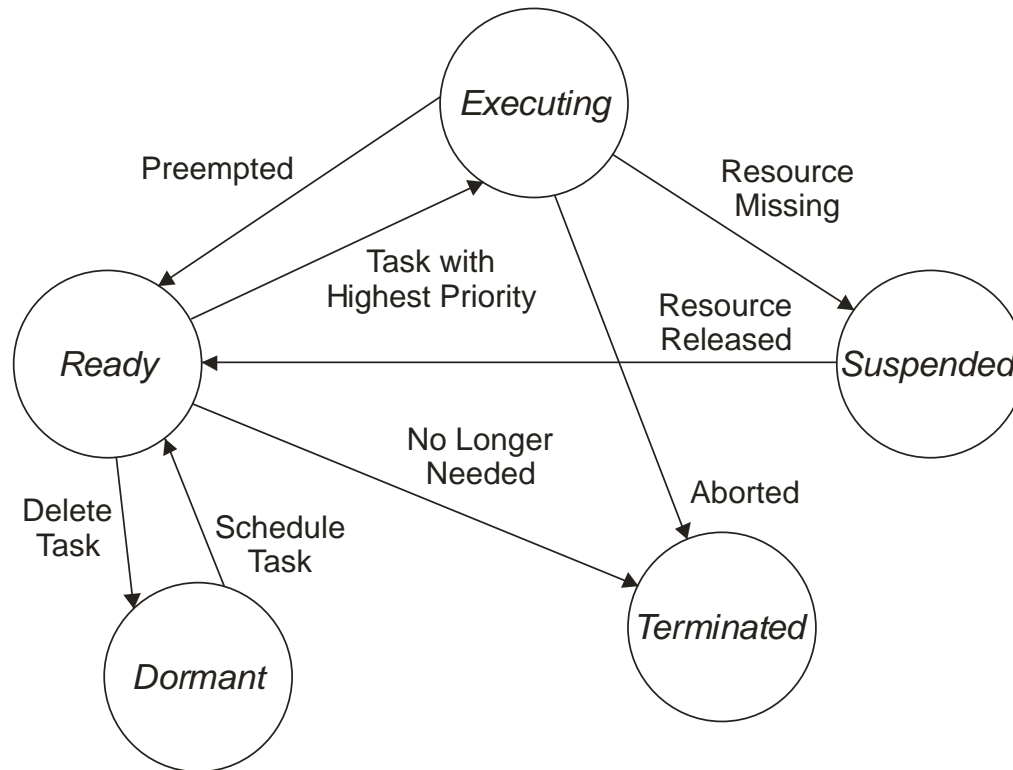 Executing
Preempted
Resource
Missing
Task with
Highest Priority
Resource
Released
Ready
Suspended
No Longer
Needed
Delete
Task
Schedule
Task
Aborted
Terminated
Dormant